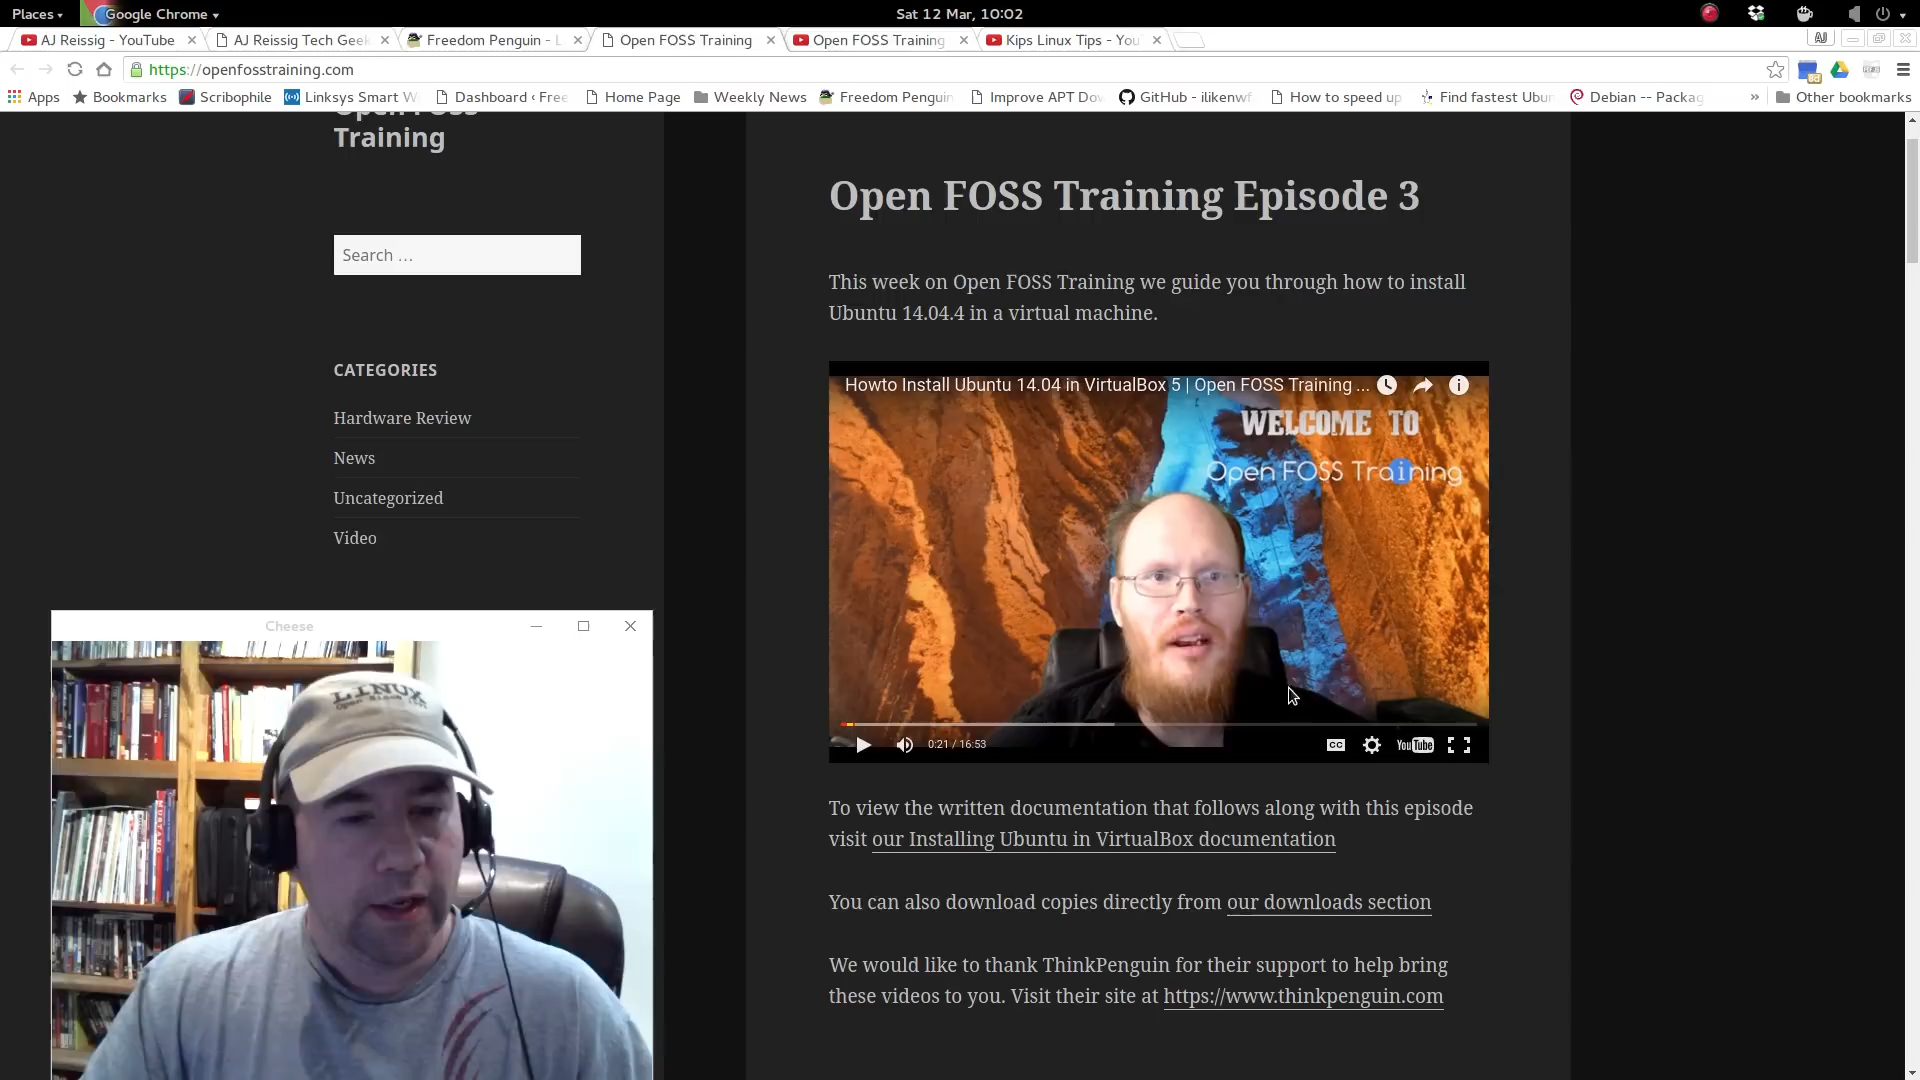 Places
Google Chrome
Sat 12 Mar, 10:02
AJ Reissig - YouTube
AJ Reissig Tech Geek
Freedom Penguin - L
Open FOSS Training
Open FOSS Training
Kips Linux Tips - You
AJ
https://openfosstraining.com
Apps
Bookmarks
Scribophile
Linksys Smart W
Dashboard ‹ Free
Home Page
Weekly News
Freedom Penguin
Improve APT Dow
GitHub - ilikenwf
How to speed up
Find fastest Ubun
Debian -- Packag
»
Other bookmarks
Open FOSS
Training
Search …
CATEGORIES
Hardware Review
News
Uncategorized
Video
Open FOSS Training Episode 3
This week on Open FOSS Training we guide you through how to install
Ubuntu 14.04.4 in a virtual machine.
Howto Install Ubuntu 14.04 in VirtualBox 5 | Open FOSS Training ...
WELCOME TO
Open FOSS Training
0:21 / 16:53
CC
YouTube
To view the written documentation that follows along with this episode
visit our Installing Ubuntu in VirtualBox documentation
You can also download copies directly from our downloads section
We would like to thank ThinkPenguin for their support to help bring
these videos to you. Visit their site at https://www.thinkpenguin.com
Cheese
LINUX